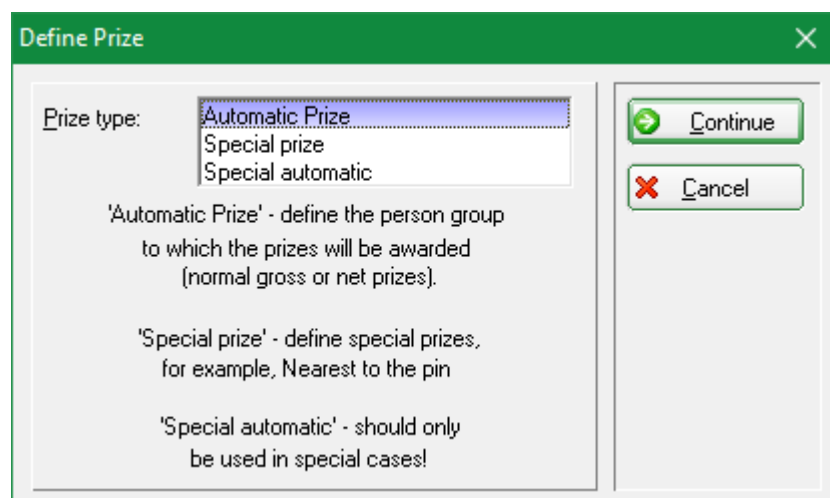 Define Prize
Prize type:
Automatic Prize
Special prize
Special automatic
Continue
Cancel
'Automatic Prize' - define the person group
to which the prizes will be awarded
(normal gross or net prizes).
'Special prize' - define special prizes,
for example, Nearest to the pin
'Special automatic' - should only
be used in special cases!